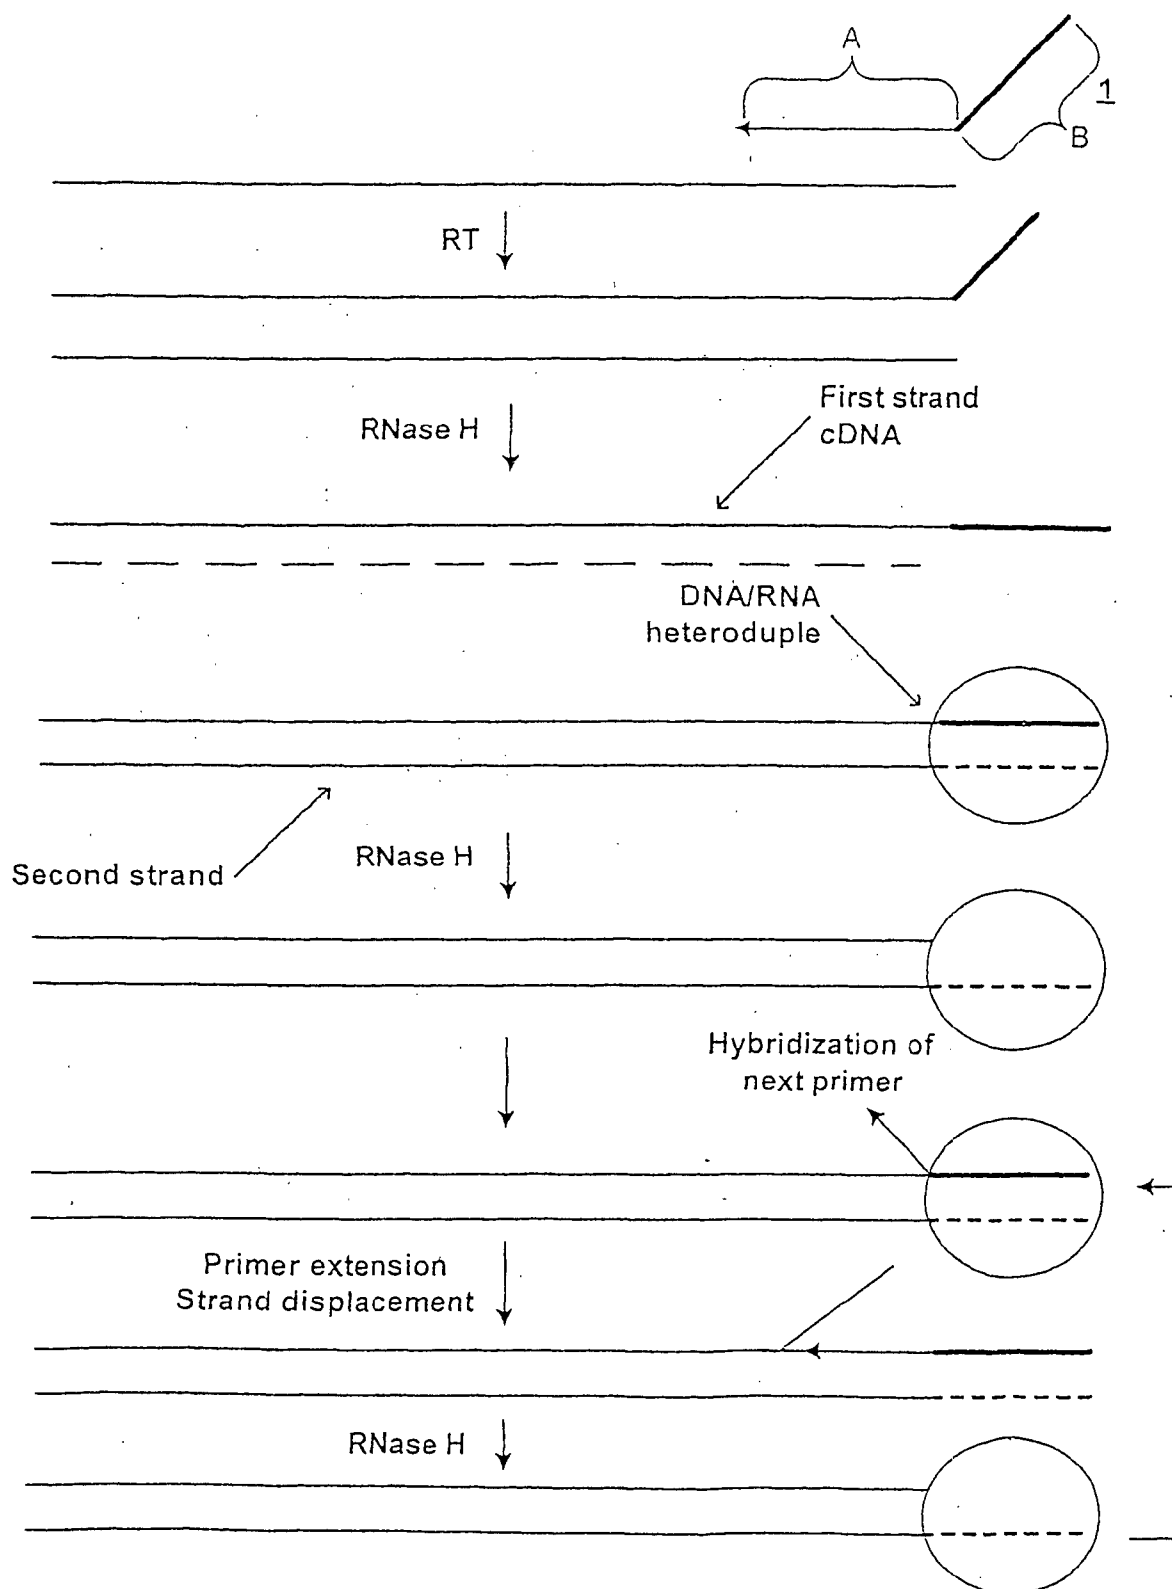 A
1
B
RT
First strand
cDNA
RNase H
DNA/RNA
heteroduple
RNase H
Second strand
Hybridization of
next primer
Primer extension
Strand displacement
RNase H